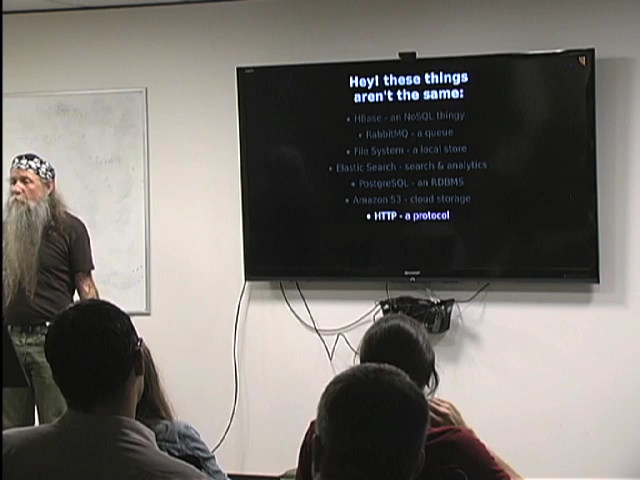 Hey! these things
aren't the same:
• HBase - an NoSQL thingy
• RabbitMQ - a queue
• File System - a local store
• Elastic Search - search & analytics
• PostgreSQL - an RDBMS
• Amazon S3 - cloud storage
• HTTP - a protocol
SHARP